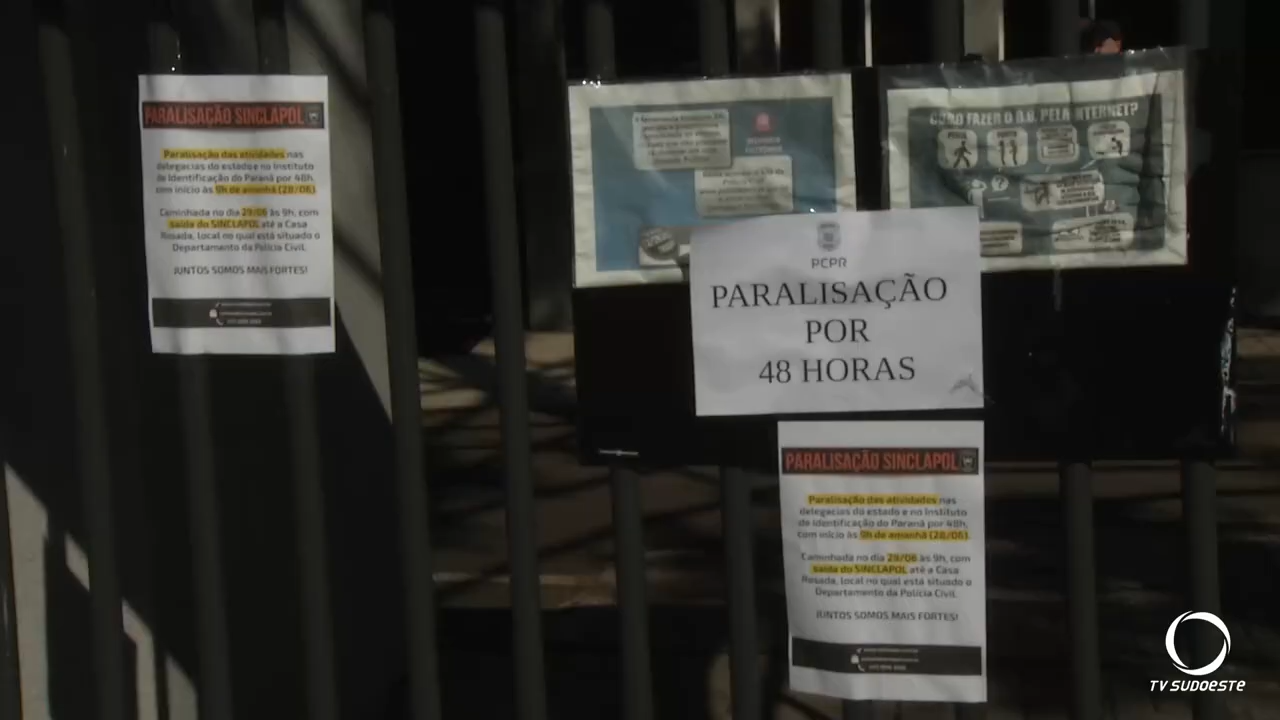 PARALISAÇÃO SINCLAPOL
Paralisação das atividades nas
delegacias do estado e no Instituto
de Identificação do Paraná por 48h,
com início às 9h de amanhã (28/06).
Caminhada no dia 29/06 às 9h, com
saída do SINCLAPOL até a Casa
Rosada, local no qual está situado o
Departamento da Polícia Civil.
JUNTOS SOMOS MAIS FORTES!
COMO FAZER O B.O. PELA INTERNET?
PCPR
PARALISAÇÃO
POR
48 HORAS
PARALISAÇÃO SINCLAPOL
Paralisação das atividades nas
delegacias do estado e no Instituto
de Identificação do Paraná por 48h,
com início às 9h de amanhã (28/06).
Caminhada no dia 29/06 às 9h, com
saída do SINCLAPOL até a Casa
Rosada, local no qual está situado o
Departamento da Polícia Civil.
JUNTOS SOMOS MAIS FORTES!
TV SUDOESTE